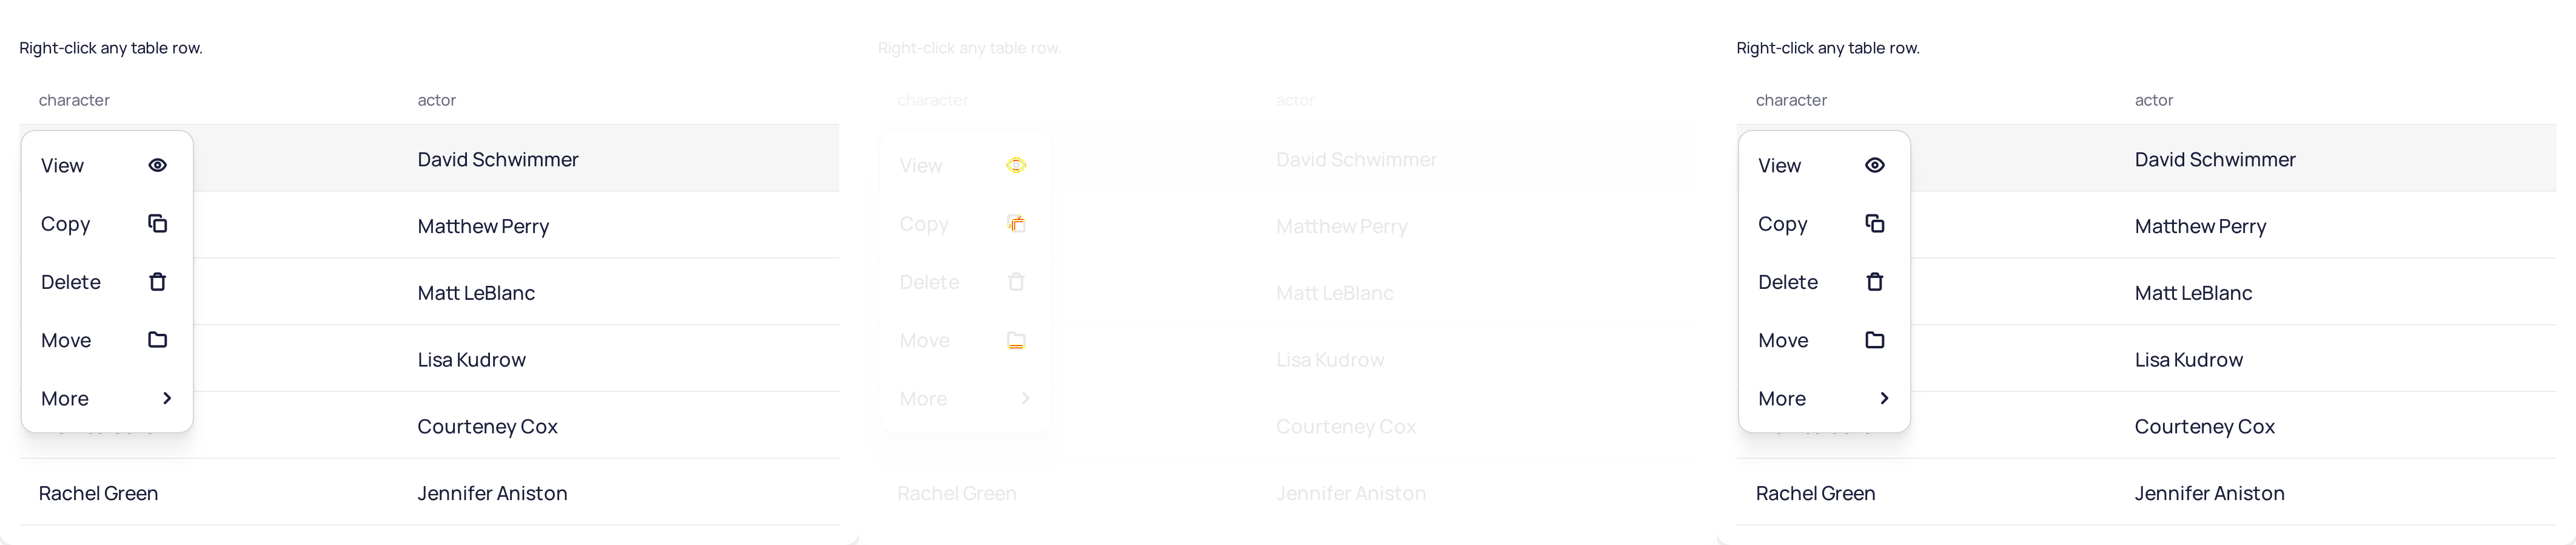 Right-click any table row.
character actor
View David Schwimmer
Copy Matthew Perry
Delete Matt LeBlanc
Move Lisa Kudrow
More Courteney Cox
Rachel Green Jennifer Aniston
Right-click any table row.
character actor
View David Schwimmer
Copy Matthew Perry
Delete Matt LeBlanc
Move Lisa Kudrow
More Courteney Cox
Rachel Green Jennifer Aniston
Right-click any table row.
character actor
View David Schwimmer
Copy Matthew Perry
Delete Matt LeBlanc
Move Lisa Kudrow
More Courteney Cox
Rachel Green Jennifer Aniston